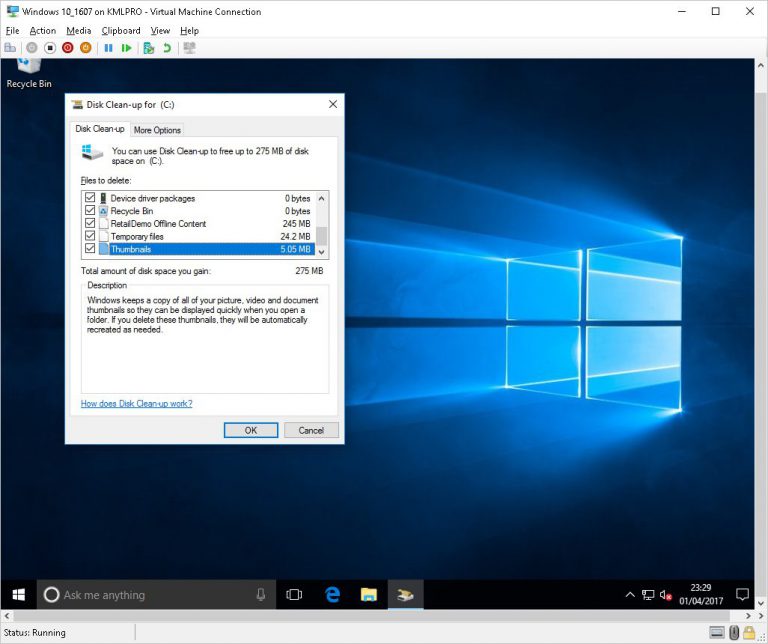 Windows 10_1607 on KMLPRO - Virtual Machine Connection
File Action Media Clipboard View Help
Recycle Bin
Disk Clean-up for (C:)
Disk Clean-up More Options
You can use Disk Clean-up to free up to 275 MB of disk
space on (C:).
Files to delete:
Device driver packages 0 bytes
Recycle Bin 0 bytes
RetailDemo Offline Content 245 MB
Temporary files 24.2 MB
Thumbnails 5.05 MB
Total amount of disk space you gain: 275 MB
Description
Windows keeps a copy of all of your picture, video and document
thumbnails so they can be displayed quickly when you open a
folder. If you delete these thumbnails, they will be automatically
recreated as needed.
How does Disk Clean-up work?
OK Cancel
Ask me anything
23:29
01/04/2017
Status: Running